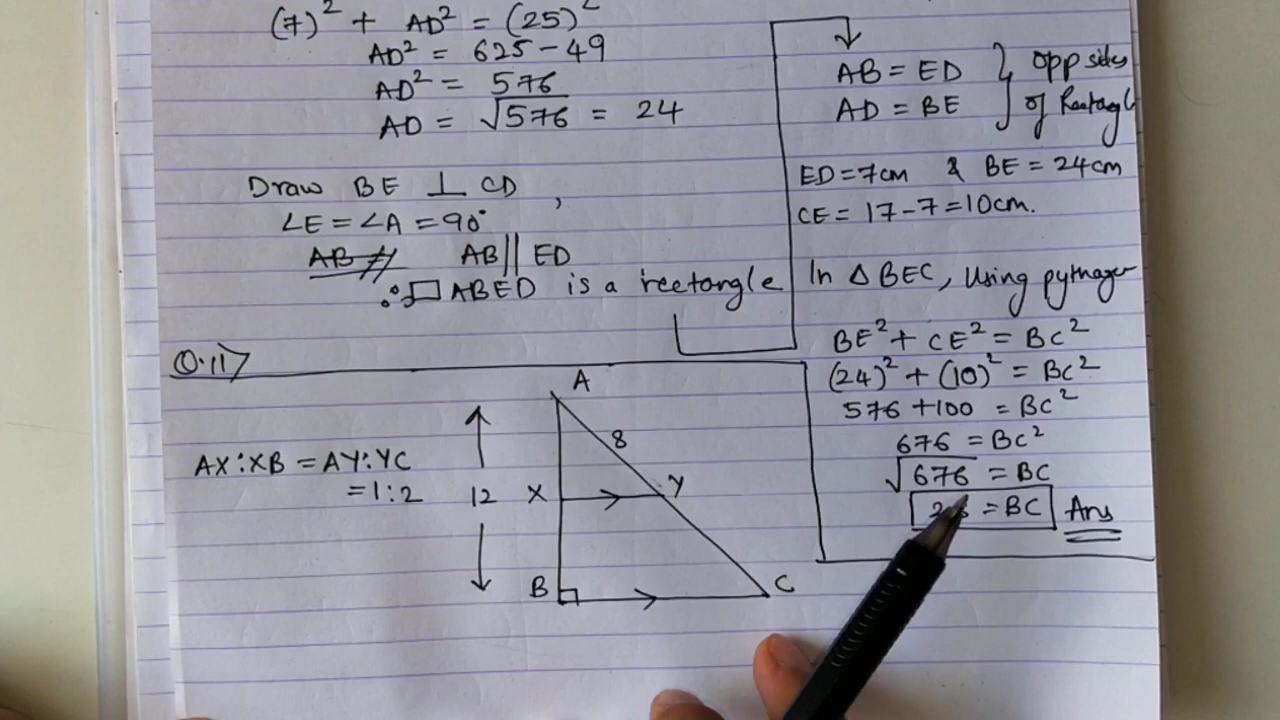 (7)² + AD² = (25)²
AD² = 625 - 49
AD² = 576
AD = √576 = 24
Draw BE ⊥ CD ,
∠E = ∠A = 90°
AB // AB || ED
∴ □ ABED is a rectangle
AB = ED } opp sides
AD = BE } of Rectagl
ED = 7cm & BE = 24cm
CE = 17 - 7 = 10cm.
In Δ BEC, Using pythagor
BE² + CE² = BC²
(24)² + (10)² = BC²
576 + 100 = BC²
676 = BC²
√676 = BC
= BC Ans
Q.11>
AX:XB = AY:YC
= 1:2
A
8
12
X
Y
B
C